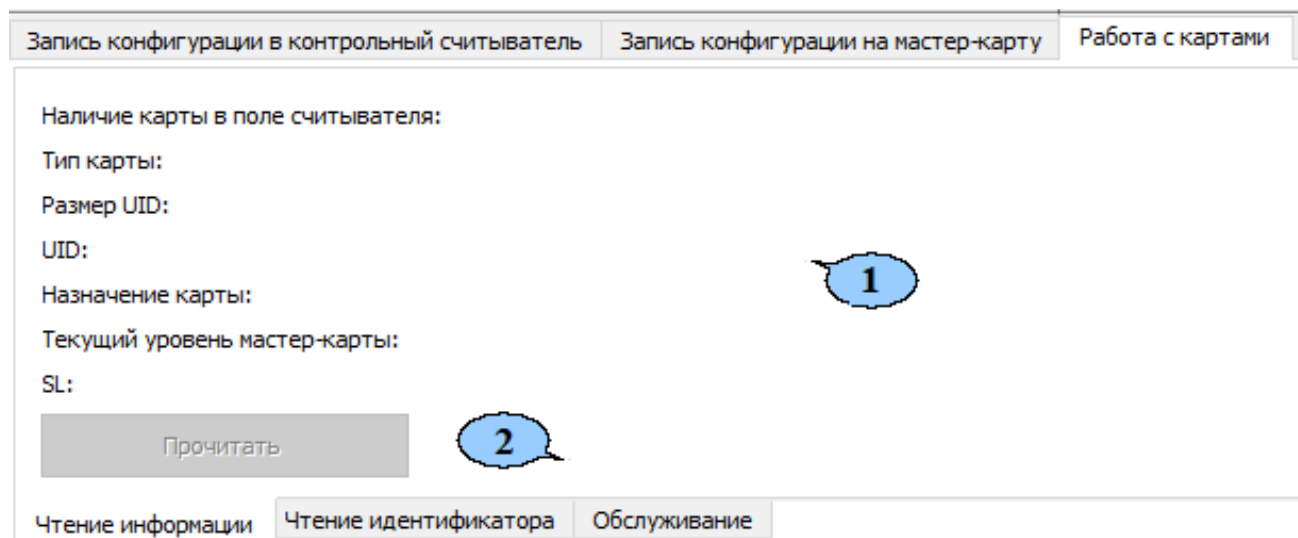 Запись конфигурации в контрольный считыватель Запись конфигурации на мастер-карту Работа с картами
Наличие карты в поле считывателя:
Тип карты:
Размер UID:
UID:
1
Назначение карты:
Текущий уровень мастер-карты:
SL:
Прочитать 2
Чтение информации Чтение идентификатора Обслуживание